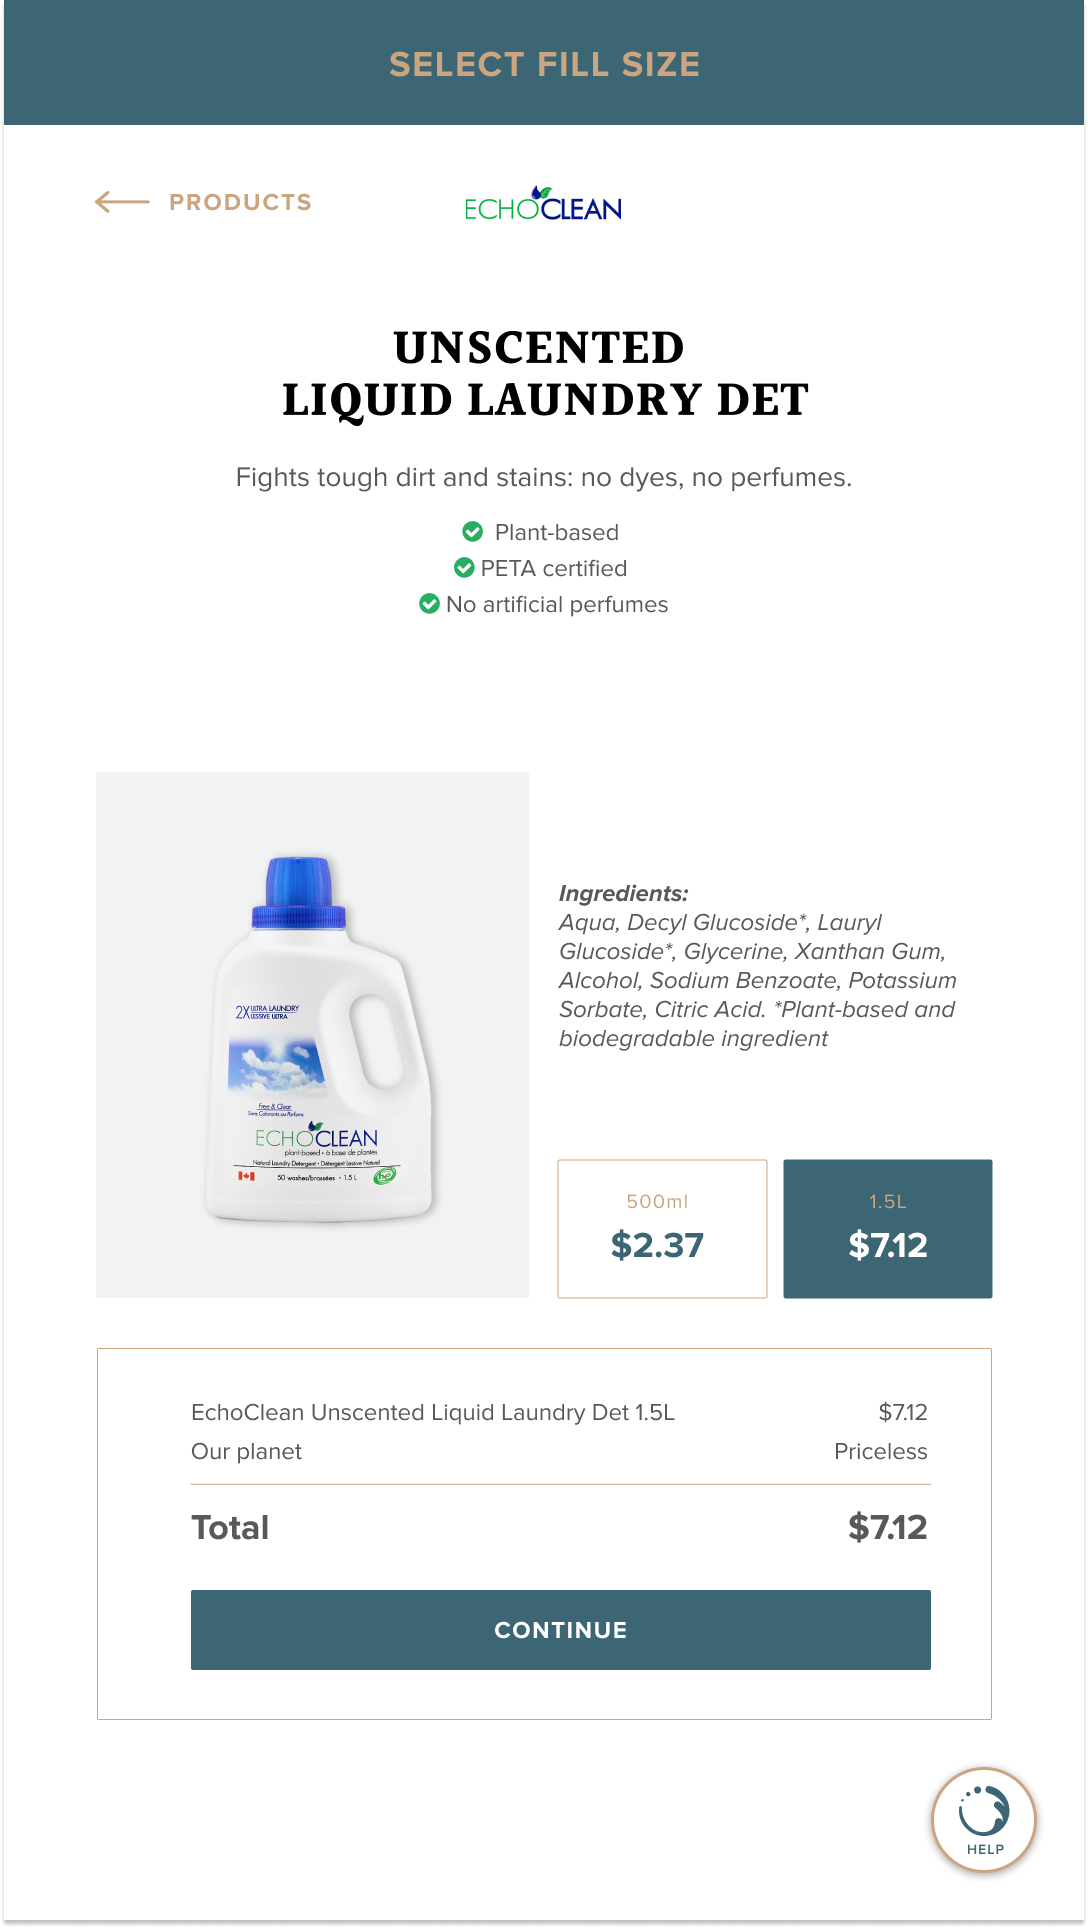 SELECT FILL SIZE
PRODUCTS
ECHOCLEAN
UNSCENTED
LIQUID LAUNDRY DET
Fights tough dirt and stains: no dyes, no perfumes.
Plant-based
PETA certified
No artificial perfumes
2X ULTRA LAUNDRY
LESSIVE ULTRA
Free & Clear
Sans Colorants ou Parfums
ECHOCLEAN
plant-based • à base de plantes
Natural Laundry Detergent • Détergent Lessive Naturel
50 washes/brassées • 1.5 L
he
Ingredients:
Aqua, Decyl Glucoside*, Lauryl
Glucoside*, Glycerine, Xanthan Gum,
Alcohol, Sodium Benzoate, Potassium
Sorbate, Citric Acid. *Plant-based and
biodegradable ingredient
500ml
$2.37
1.5L
$7.12
EchoClean Unscented Liquid Laundry Det 1.5L $7.12
Our planet Priceless
Total $7.12
CONTINUE
HELP